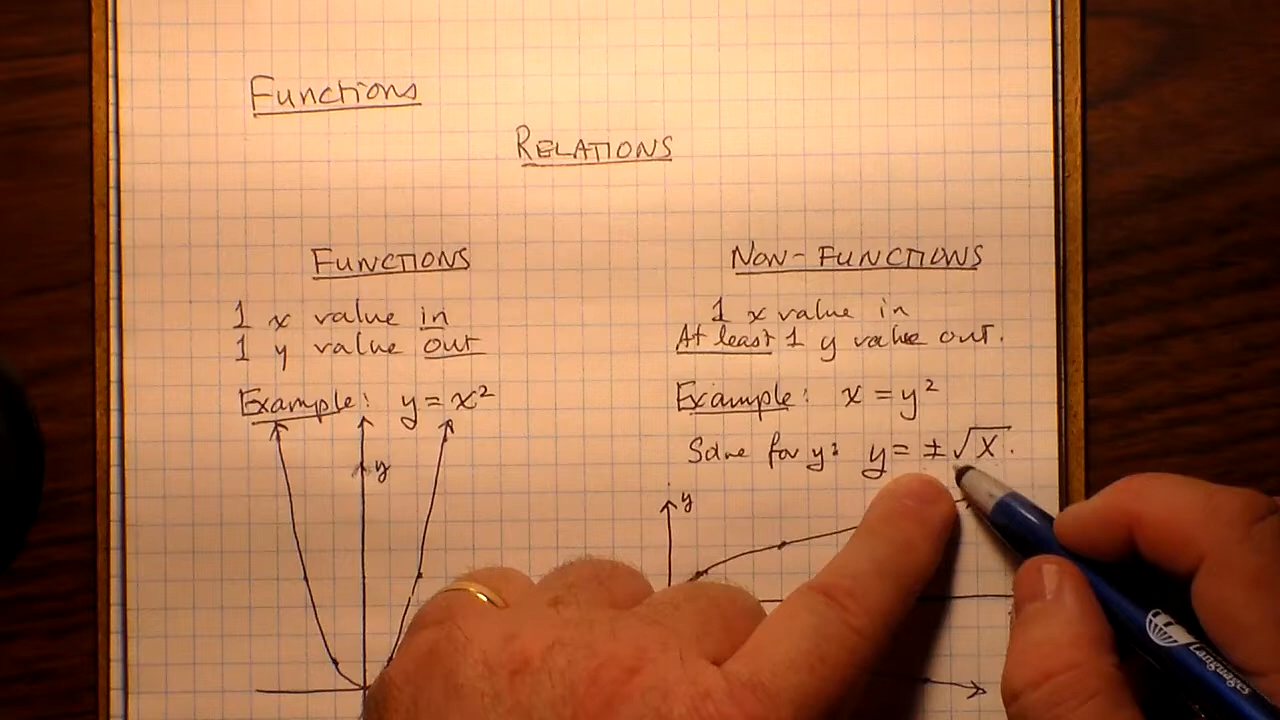 Functions
RELATIONS
FUNCTIONS
1 x value in
1 y value out
Example: y = x²
y
NON-FUNCTIONS
1 x value in
At least 1 y value out.
Example: x = y²
Solve for y: y = ±√x.
y
Languages